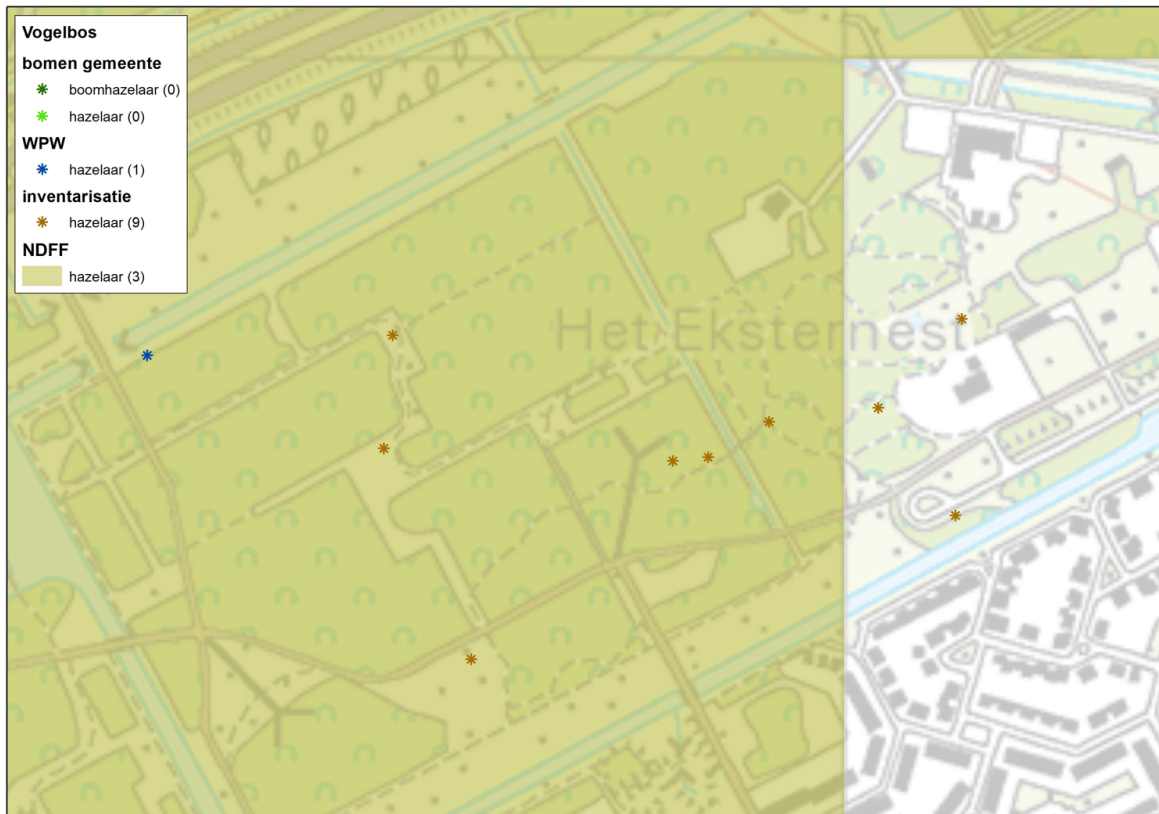 Vogelbos
bomen gemeente
boomhazelaar (0)
hazelaar (0)
WPW
hazelaar (1)
inventarisatie
hazelaar (9)
NDFF
hazelaar (3)
Het Eksternest